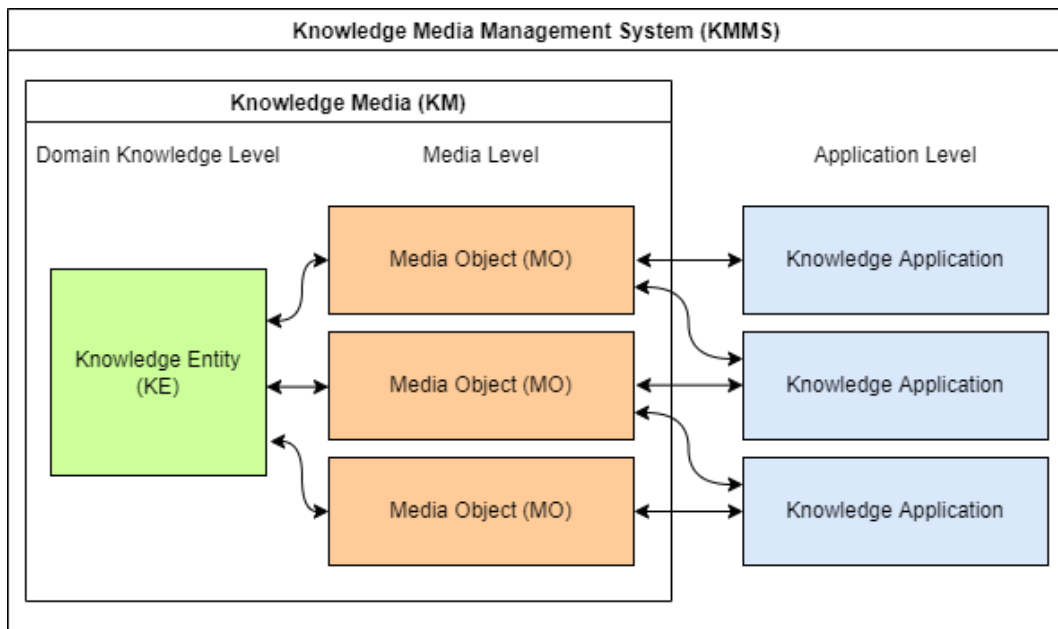 Knowledge Media Management System (KMMS)
Knowledge Media (KM)
Domain Knowledge Level
Media Level
Application Level
Media Object (MO)
Knowledge Application
Knowledge Entity
(KE)
Media Object (MO)
Knowledge Application
Media Object (MO)
Knowledge Application